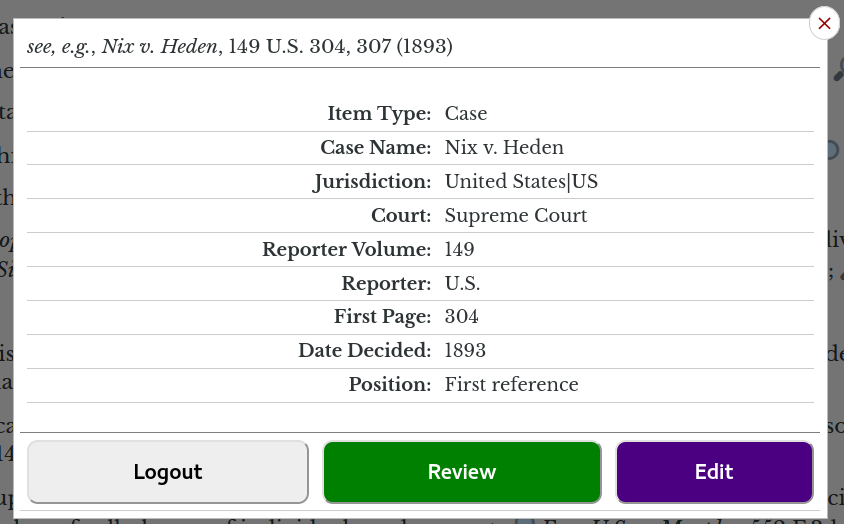 see, e.g., Nix v. Heden, 149 U.S. 304, 307 (1893)
Item Type: Case
Case Name: Nix v. Heden
Jurisdiction: United States|US
Court: Supreme Court
Reporter Volume: 149
Reporter: U.S.
First Page: 304
Date Decided: 1893
Position: First reference
Logout Review Edit